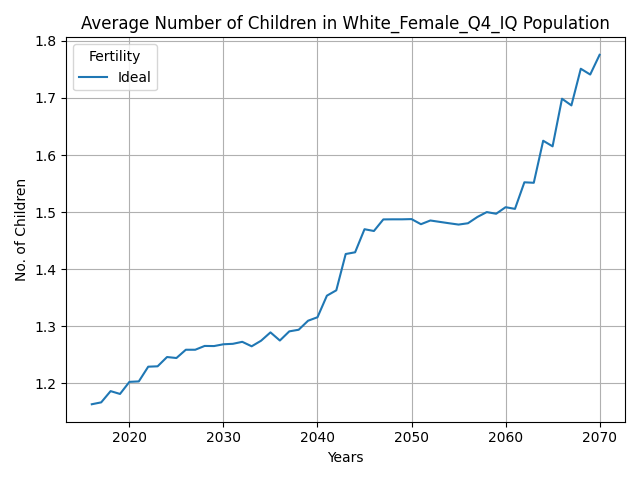 Average Number of Children in White_Female_Q4_IQ Population
Fertility
Ideal
No. of Children
1.8
1.7
1.6
1.5
1.4
1.3
1.2
2020 2030 2040 2050 2060 2070
Years